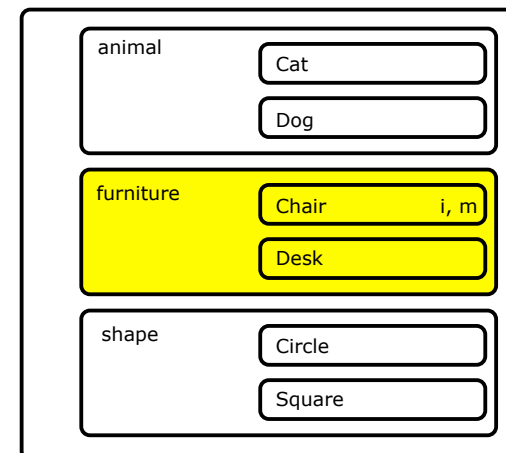 animal
Cat
Dog
furniture
Chair i, m
Desk
shape
Circle
Square